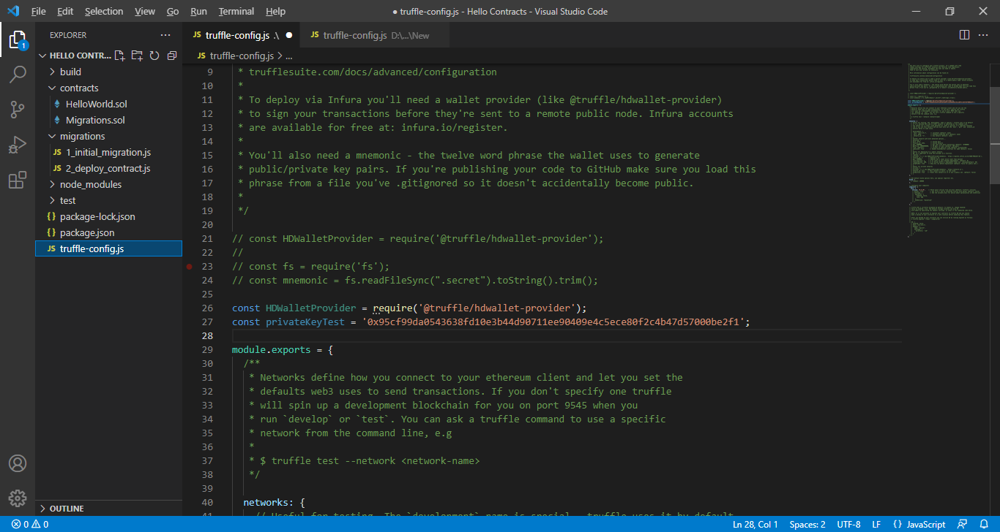 File Edit Selection View Go Run Terminal Help
● truffle-config.js - Hello Contracts - Visual Studio Code
EXPLORER
JS truffle-config.js .\ ●
JS truffle-config.js D:\...\New
HELLO CONTR...
JS truffle-config.js > ...
build
contracts
HelloWorld.sol
Migrations.sol
migrations
JS 1_initial_migration.js
JS 2_deploy_contract.js
node_modules
test
{} package-lock.json
{} package.json
JS truffle-config.js
OUTLINE
1
9 * trufflesuite.com/docs/advanced/configuration
10 *
11 * To deploy via Infura you'll need a wallet provider (like @truffle/hdwallet-provider)
12 * to sign your transactions before they're sent to a remote public node. Infura accounts
13 * are available for free at: infura.io/register.
14 *
15 * You'll also need a mnemonic - the twelve word phrase the wallet uses to generate
16 * public/private key pairs. If you're publishing your code to GitHub make sure you load this
17 * phrase from a file you've .gitignored so it doesn't accidentally become public.
18 *
19 */
20
21 // const HDWalletProvider = require('@truffle/hdwallet-provider');
22 //
23 // const fs = require('fs');
24 // const mnemonic = fs.readFileSync(".secret").toString().trim();
25
26 const HDWalletProvider = require('@truffle/hdwallet-provider');
27 const privateKeyTest = '0x95cf99da0543638fd10e3b44d90711ee90409e4c5ece80f2c4b47d57000be2f1';
28
29 module.exports = {
30 /**
31 * Networks define how you connect to your ethereum client and let you set the
32 * defaults web3 uses to send transactions. If you don't specify one truffle
33 * will spin up a development blockchain for you on port 9545 when you
34 * run `develop` or `test`. You can ask a truffle command to use a specific
35 * network from the command line, e.g
36 *
37 * $ truffle test --network <network-name>
38 */
39
40 networks: {
41 // Useful for testing. The `development` name is special - truffle uses it by default
0 0
Ln 28, Col 1 Spaces: 2 UTF-8 LF {} JavaScript